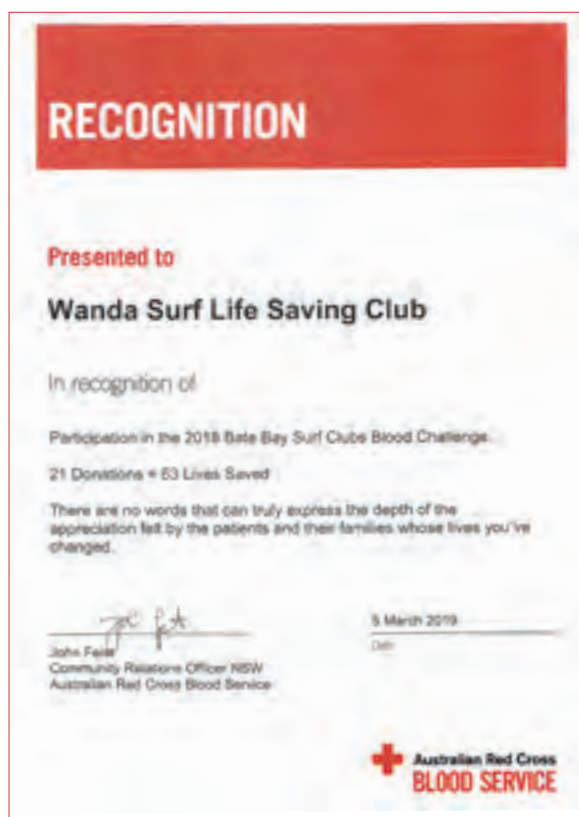 RECOGNITION
Presented to
Wanda Surf Life Saving Club
In recognition of
Participation in the 2018 Bate Bay Surf Clubs Blood Challenge.
21 Donations = 63 Lives Saved
There are no words that can truly express the depth of the
appreciation felt by the patients and their families whose lives you've
changed.
5 March 2019
John
Date
Community Relations Officer NSW
Australian Red Cross Blood Service
Australian Red Cross
BLOOD SERVICE